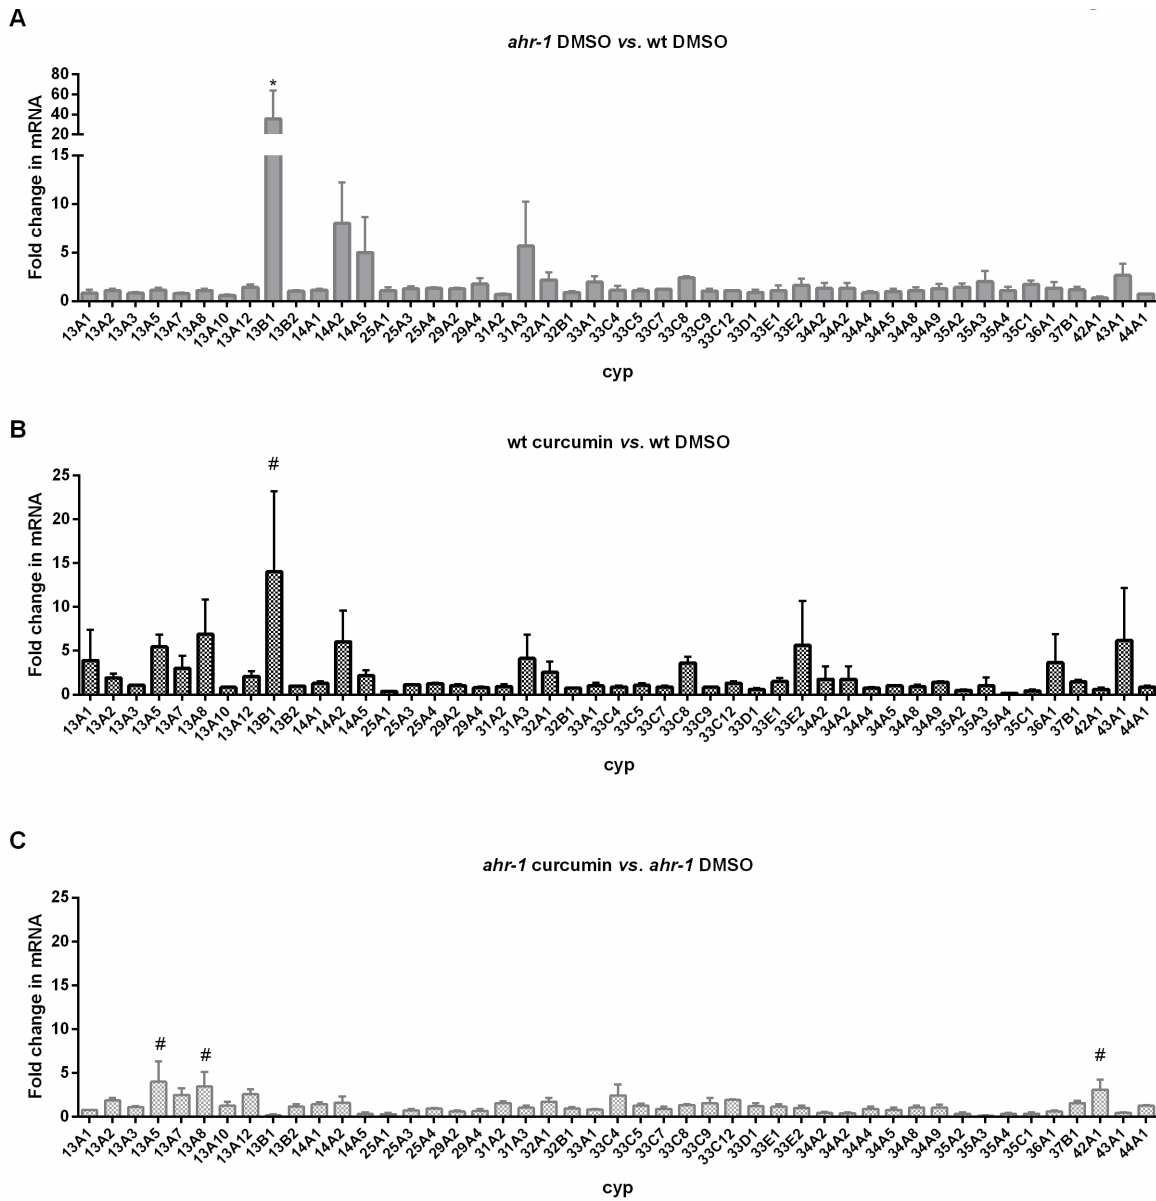 A
ahr-1 DMSO vs. wt DMSO
Fold change in mRNA
80
60
40
20
15
10
5
0
13A1 13A2 13A3 13A5 13A7 13A8 13A10 13A12 13B1 13B2 14A1 14A2 14A5 25A1 25A3 25A4 29A2 29A4 31A2 31A3 32A1 32B1 33A1 33C4 33C5 33C7 33C8 33C9 33C12 33D1 33E1 33E2 34A2 34A2 34A4 34A5 34A8 34A9 35A2 35A3 35A4 35C1 36A1 37B1 42A1 43A1 44A1
*
cyp
B
wt curcumin vs. wt DMSO
Fold change in mRNA
25
20
15
10
5
0
#
13A1 13A2 13A3 13A5 13A7 13A8 13A10 13A12 13B1 13B2 14A1 14A2 14A5 25A1 25A3 25A4 29A2 29A4 31A2 31A3 32A1 32B1 33A1 33C4 33C5 33C7 33C8 33C9 33C12 33D1 33E1 33E2 34A2 34A2 34A4 34A5 34A8 34A9 35A2 35A3 35A4 35C1 36A1 37B1 42A1 43A1 44A1
cyp
C
ahr-1 curcumin vs. ahr-1 DMSO
Fold change in mRNA
25
20
15
10
5
0
# # #
13A1 13A2 13A3 13A5 13A7 13A8 13A10 13A12 13B1 13B2 14A1 14A2 14A5 25A1 25A3 25A4 29A2 29A4 31A2 31A3 32A1 32B1 33A1 33C4 33C5 33C7 33C8 33C9 33C12 33D1 33E1 33E2 34A2 34A2 34A4 34A5 34A8 34A9 35A2 35A3 35A4 35C1 36A1 37B1 42A1 43A1 44A1
cyp